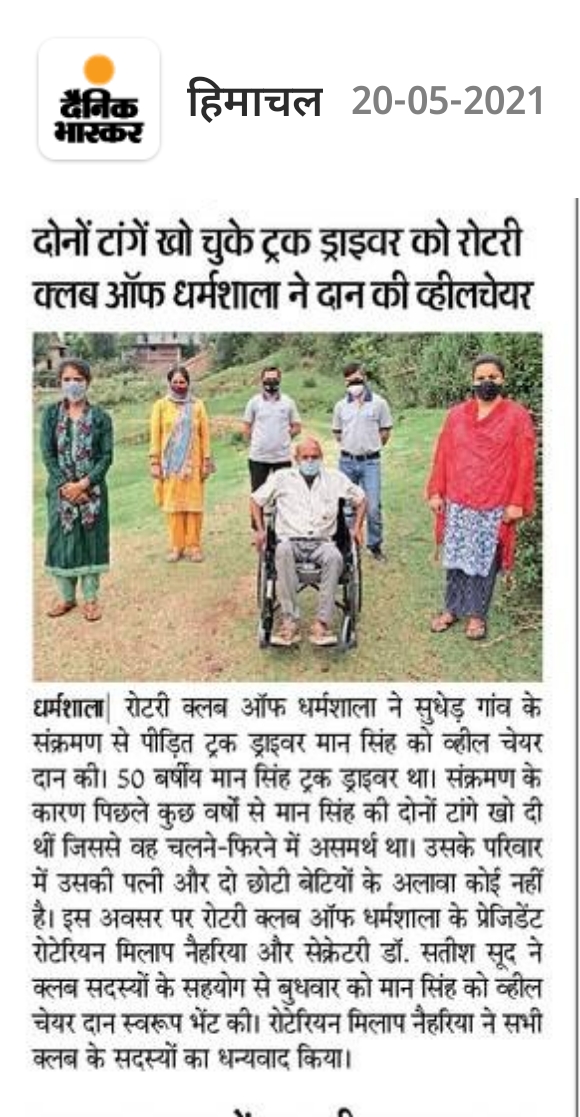 दैनिक
भास्कर
हिमाचल 20-05-2021
दोनों टांगें खो चुके ट्रक ड्राइवर को रोटरी
क्लब ऑफ धर्मशाला ने दान की व्हीलचेयर
धर्मशाला| रोटरी क्लब ऑफ धर्मशाला ने सुधेड़ गांव के
संक्रमण से पीड़ित ट्रक ड्राइवर मान सिंह को व्हील चेयर
दान की। 50 बर्षीय मान सिंह ट्रक ड्राइवर था। संक्रमण के
कारण पिछले कुछ वर्षों से मान सिंह की दोनों टांगे खो दी
थीं जिससे वह चलने-फिरने में असमर्थ था। उसके परिवार
में उसकी पत्नी और दो छोटी बेटियों के अलावा कोई नहीं
है। इस अवसर पर रोटरी क्लब ऑफ धर्मशाला के प्रेजिडेंट
रोटेरियन मिलाप नैहरिया और सेक्रेटरी डॉ. सतीश सूद ने
क्लब सदस्यों के सहयोग से बुधवार को मान सिंह को व्हील
चेयर दान स्वरूप भेंट की। रोटेरियन मिलाप नैहरिया ने सभी
क्लब के सदस्यों का धन्यवाद किया।